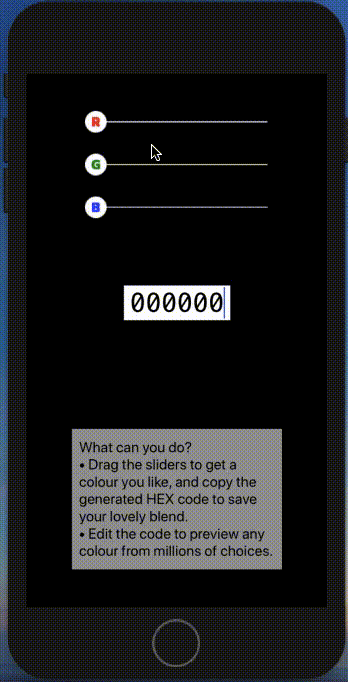 R
G
B
000000
What can you do?
• Drag the sliders to get a
colour you like, and copy the
generated HEX code to save
your lovely blend.
• Edit the code to preview any
colour from millions of choices.